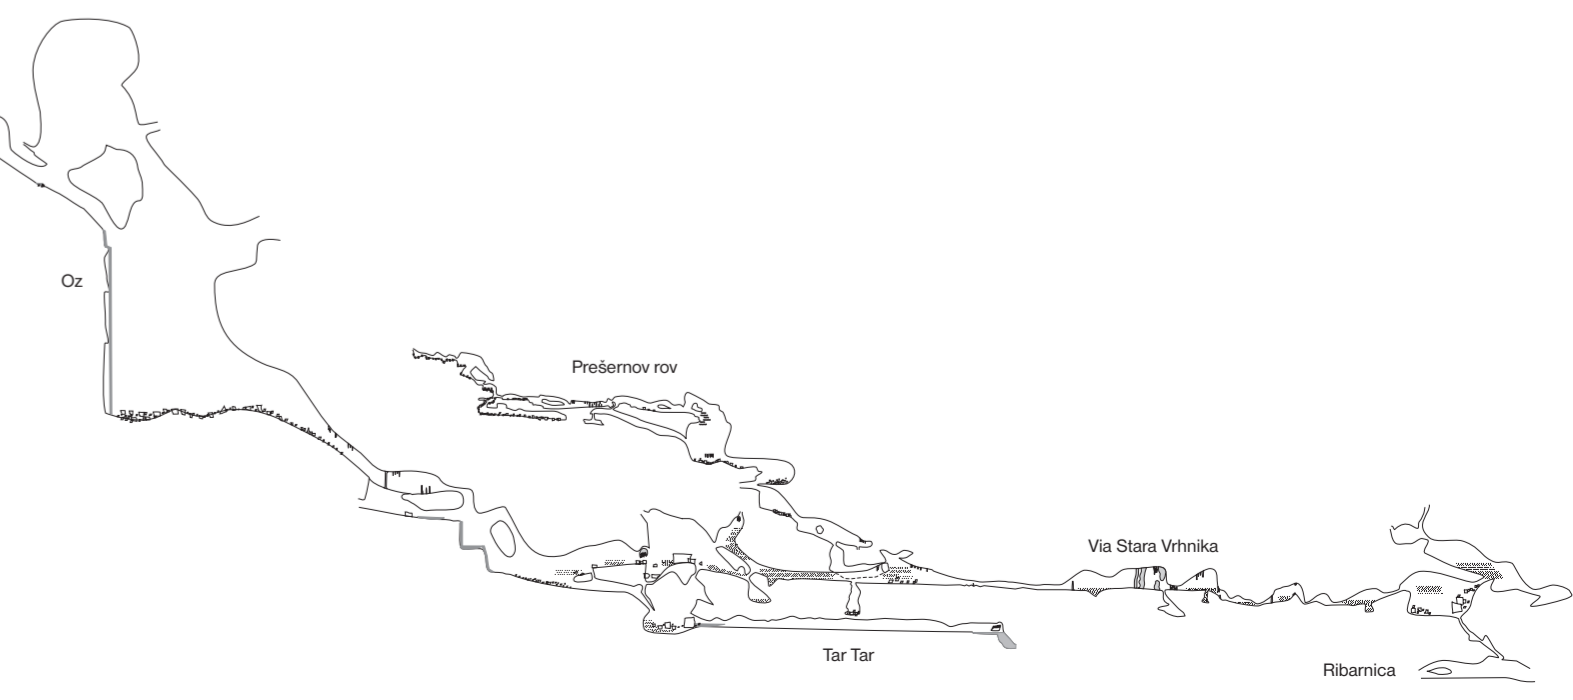 Oz
Prešernov rov
Via Stara Vrhnika
Tar Tar
Ribarnica